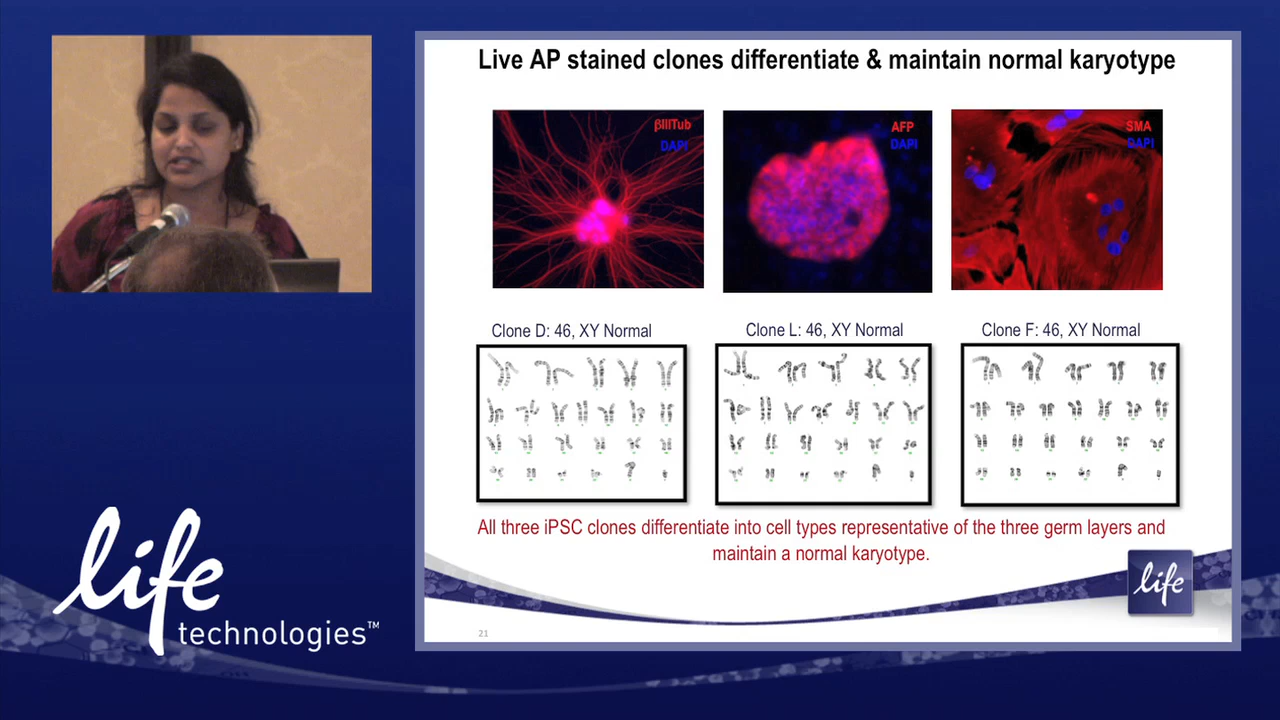 Live AP stained clones differentiate & maintain normal karyotype
βIIITub
DAPI
AFP
DAPI
SMA
DAPI
Clone D: 46, XY Normal
Clone L: 46, XY Normal
Clone F: 46, XY Normal
All three iPSC clones differentiate into cell types representative of the three germ layers and
maintain a normal karyotype.
life
21
life
technologies™